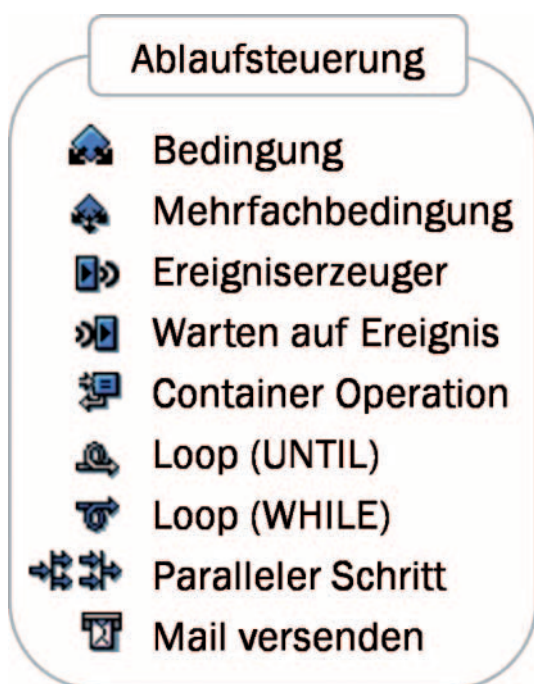 Ablaufsteuerung
Bedingung
Mehrfachbedingung
Ereigniserzeuger
Warten auf Ereignis
Container Operation
Loop (UNTIL)
Loop (WHILE)
Paralleler Schritt
Mail versenden